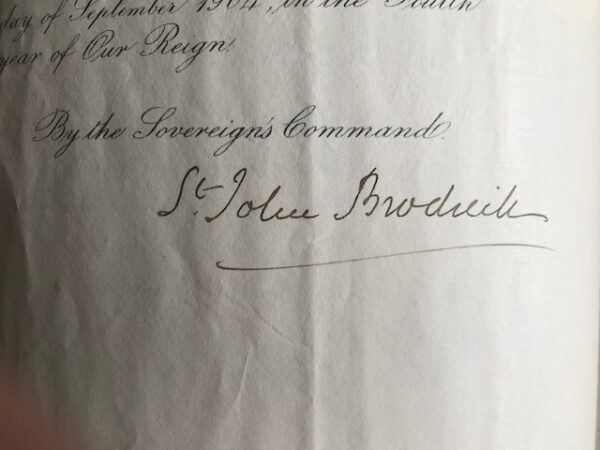 day of September 1904, in the Fourth
year of Our Reign.
By the Sovereign's Command.
St. John Brodrick